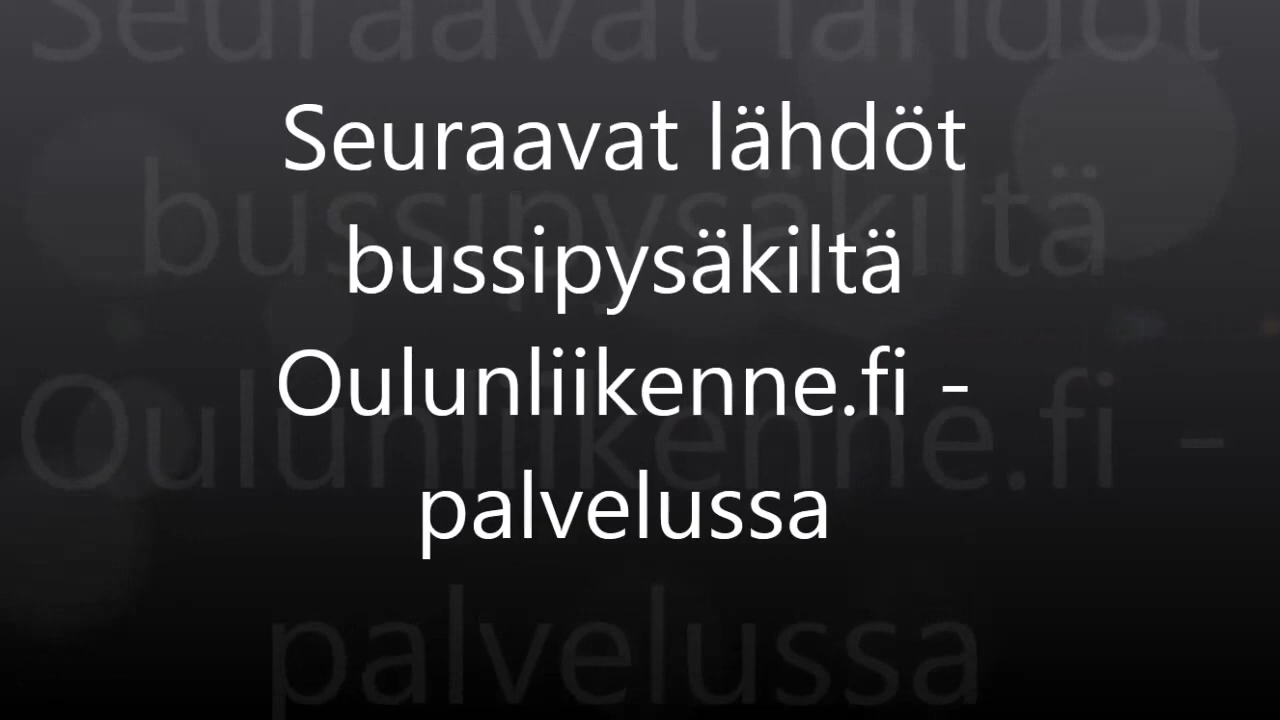 Seuraavat lähdöt
bussipysäkiltä
Oulunliikenne.fi -
palvelussa